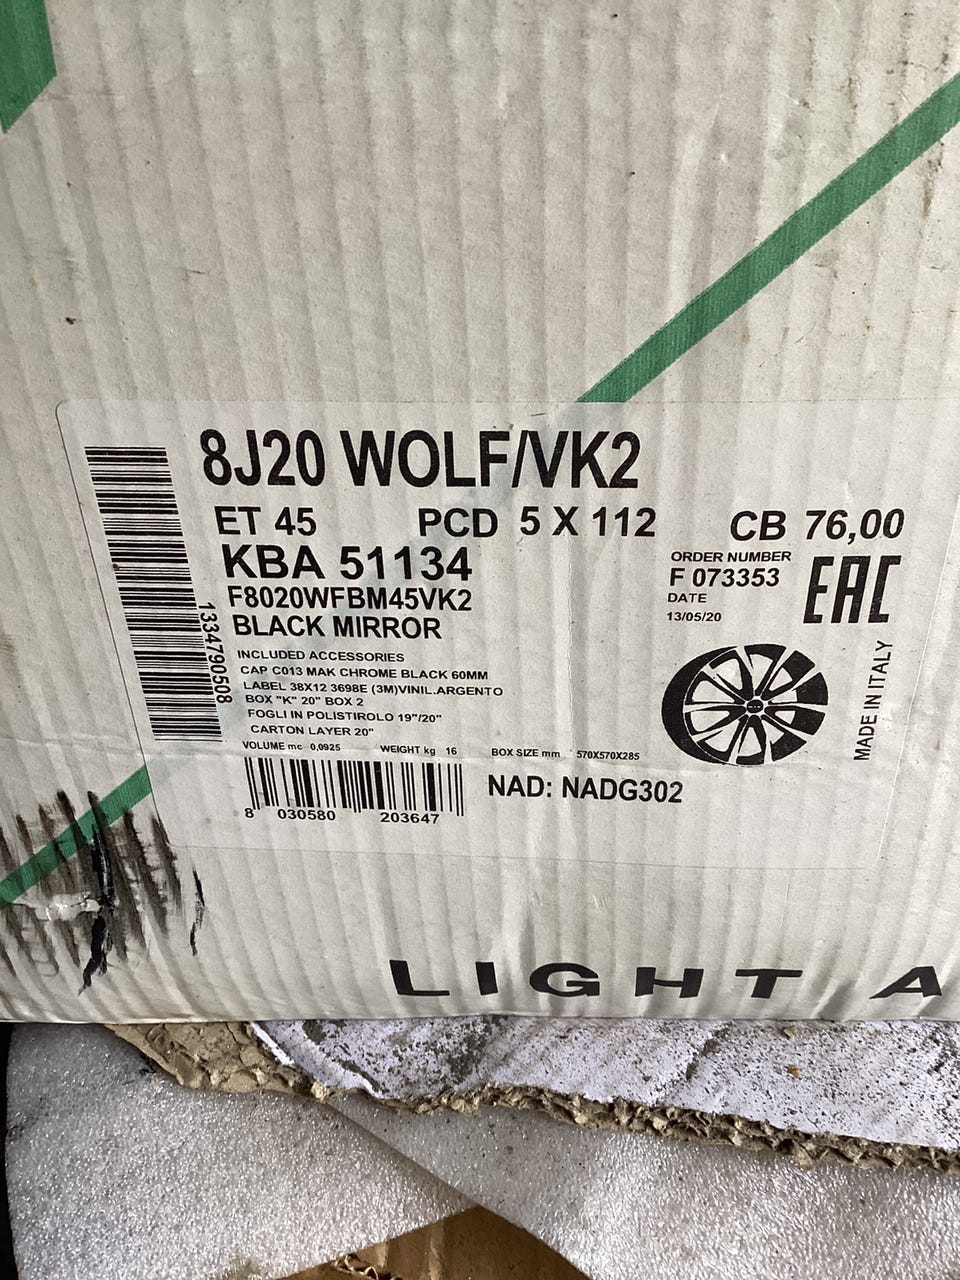 8J20 WOLF/VK2
ET 45 PCD 5 X 112 CB 76,00
KBA 51134
F8020WFBM45VK2
BLACK MIRROR
ORDER NUMBER
F 073353
DATE
13/05/20
EAC
INCLUDED ACCESSORIES
CAP C013 MAK CHROME BLACK 60MM
LABEL 38X12 3698E (3M)VINIL.ARGENTO
BOX "K" 20" BOX 2
FOGLI IN POLISTIROLO 19"/20"
CARTON LAYER 20"
VOLUME mc 0,0925 WEIGHT kg 16 BOX SIZE mm 570X570X285
1334790508
MADE IN ITALY
8 030580 203647
NAD: NADG302
LIGHT A